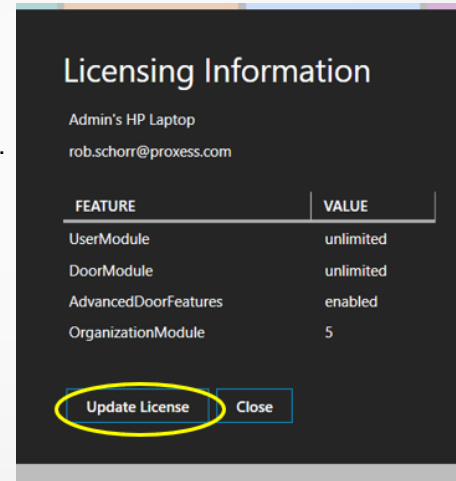 Licensing Information
Admin's HP Laptop
rob.schorr@proxess.com
.
FEATURE VALUE
UserModule unlimited
DoorModule unlimited
AdvancedDoorFeatures enabled
OrganizationModule 5
Update License Close